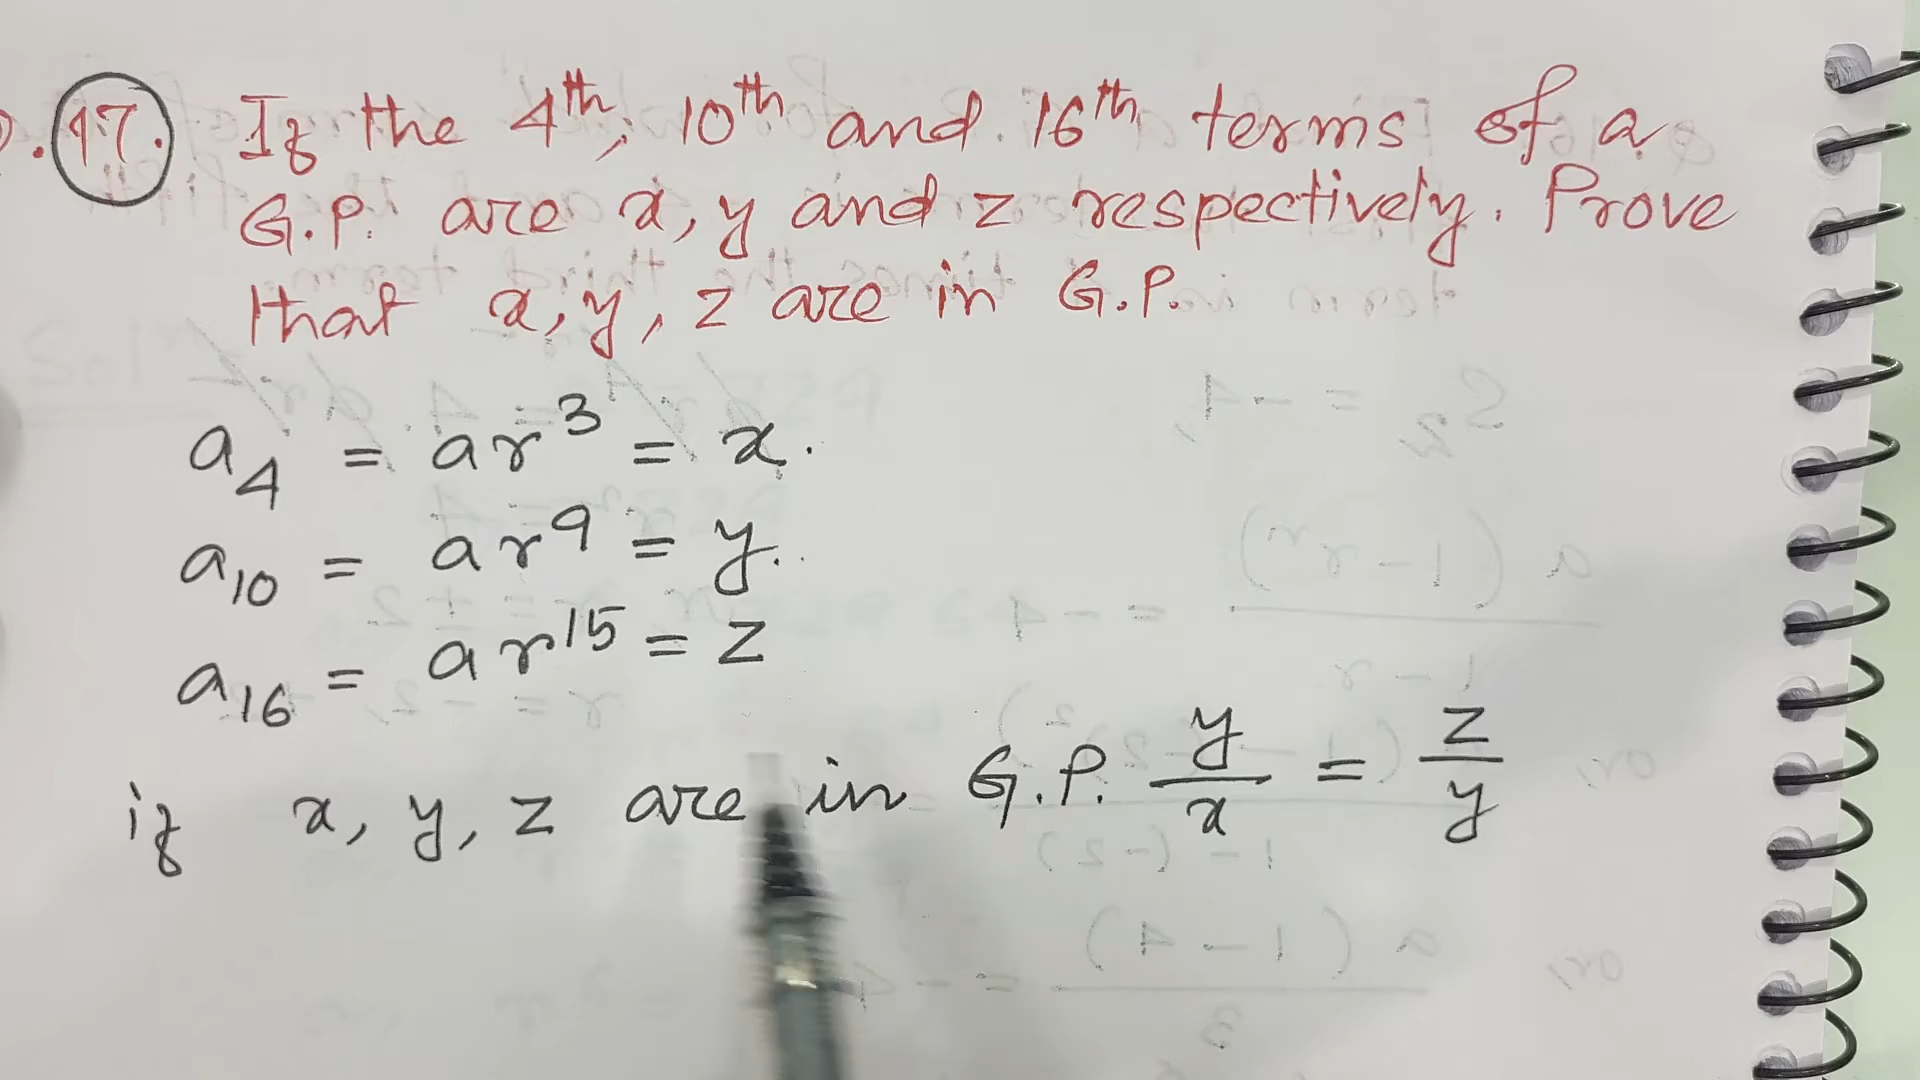 17. If the 4th, 10th and 16th terms of a
G.P. are x, y and z respectively. Prove
that x, y, z are in G.P.
a₄ = ar³ = x.
a₁₀ = ar⁹ = y.
a₁₆ = ar¹⁵ = z
if x, y, z are in G.P. y/x = z/y